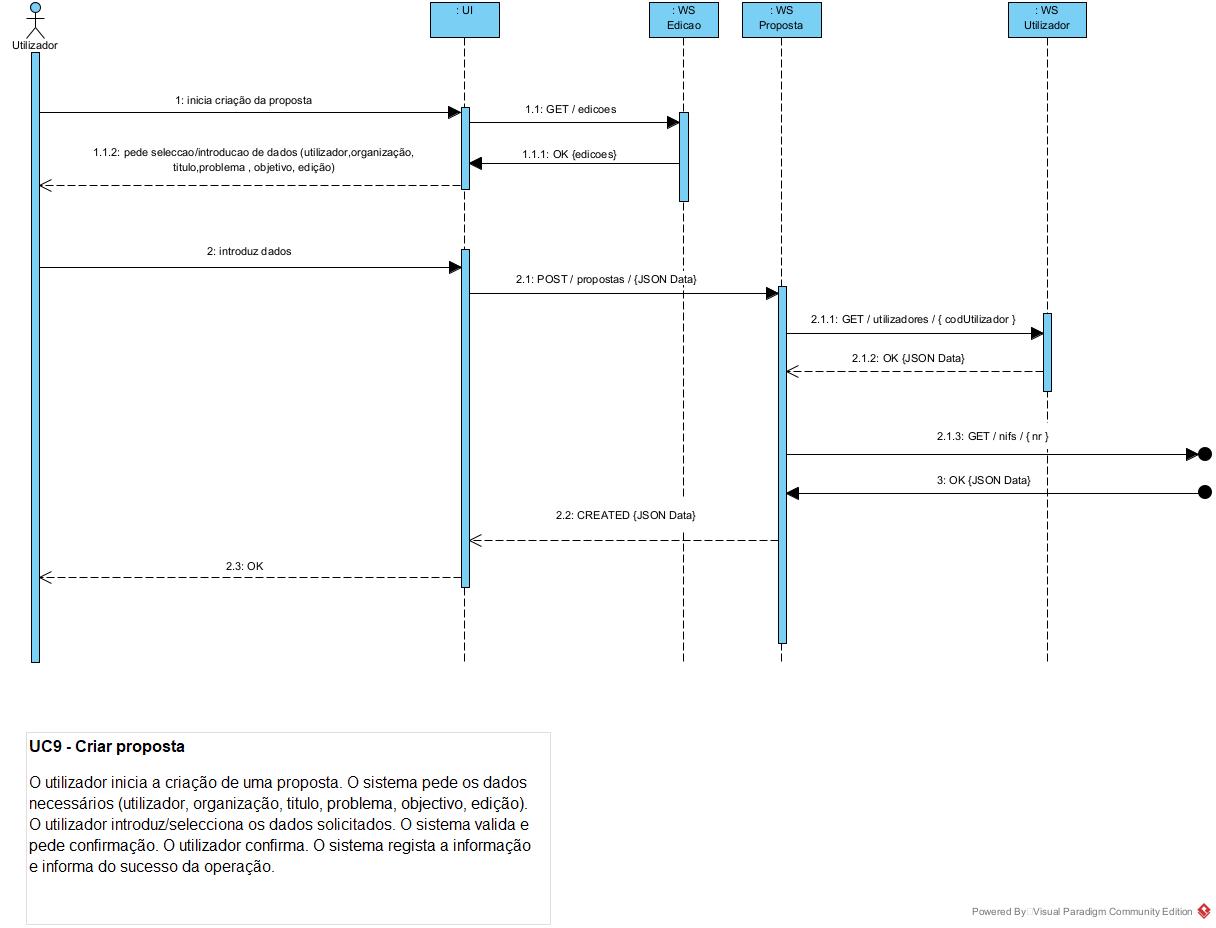 Utilizador
: UI
: WS
Edicao
: WS
Proposta
: WS
Utilizador
1: inicia criação da proposta
1.1: GET / edicoes
1.1.1: OK {edicoes}
1.1.2: pede seleccao/introducao de dados (utilizador,organização,
titulo,problema , objetivo, edição)
2: introduz dados
2.1: POST / propostas / {JSON Data}
2.1.1: GET / utilizadores / { codUtilizador }
2.1.2: OK {JSON Data}
2.1.3: GET / nifs / { nr }
3: OK {JSON Data}
2.2: CREATED {JSON Data}
2.3: OK
UC9 - Criar proposta
O utilizador inicia a criação de uma proposta. O sistema pede os dados
necessários (utilizador, organização, titulo, problema, objectivo, edição).
O utilizador introduz/selecciona os dados solicitados. O sistema valida e
pede confirmação. O utilizador confirma. O sistema regista a informação
e informa do sucesso da operação.
Powered By Visual Paradigm Community Edition